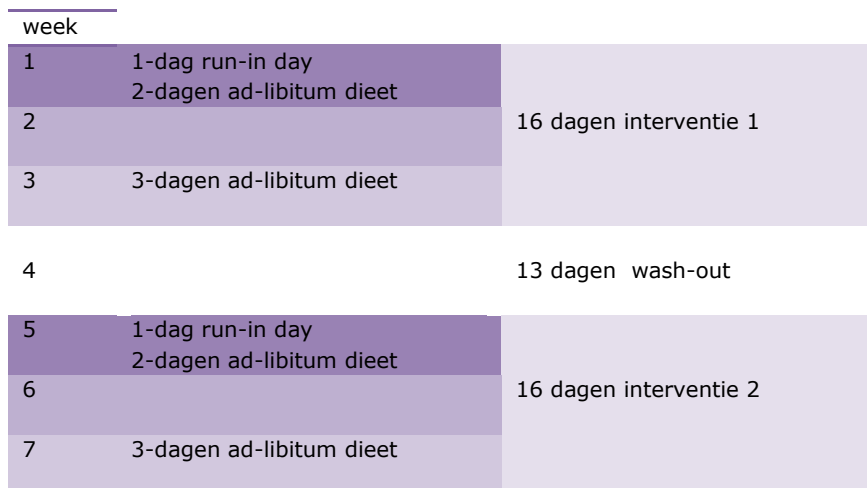 week
1 1-dag run-in day
2-dagen ad-libitum dieet
2 16 dagen interventie 1
3 3-dagen ad-libitum dieet
4 13 dagen wash-out
5 1-dag run-in day
2-dagen ad-libitum dieet
6 16 dagen interventie 2
7 3-dagen ad-libitum dieet